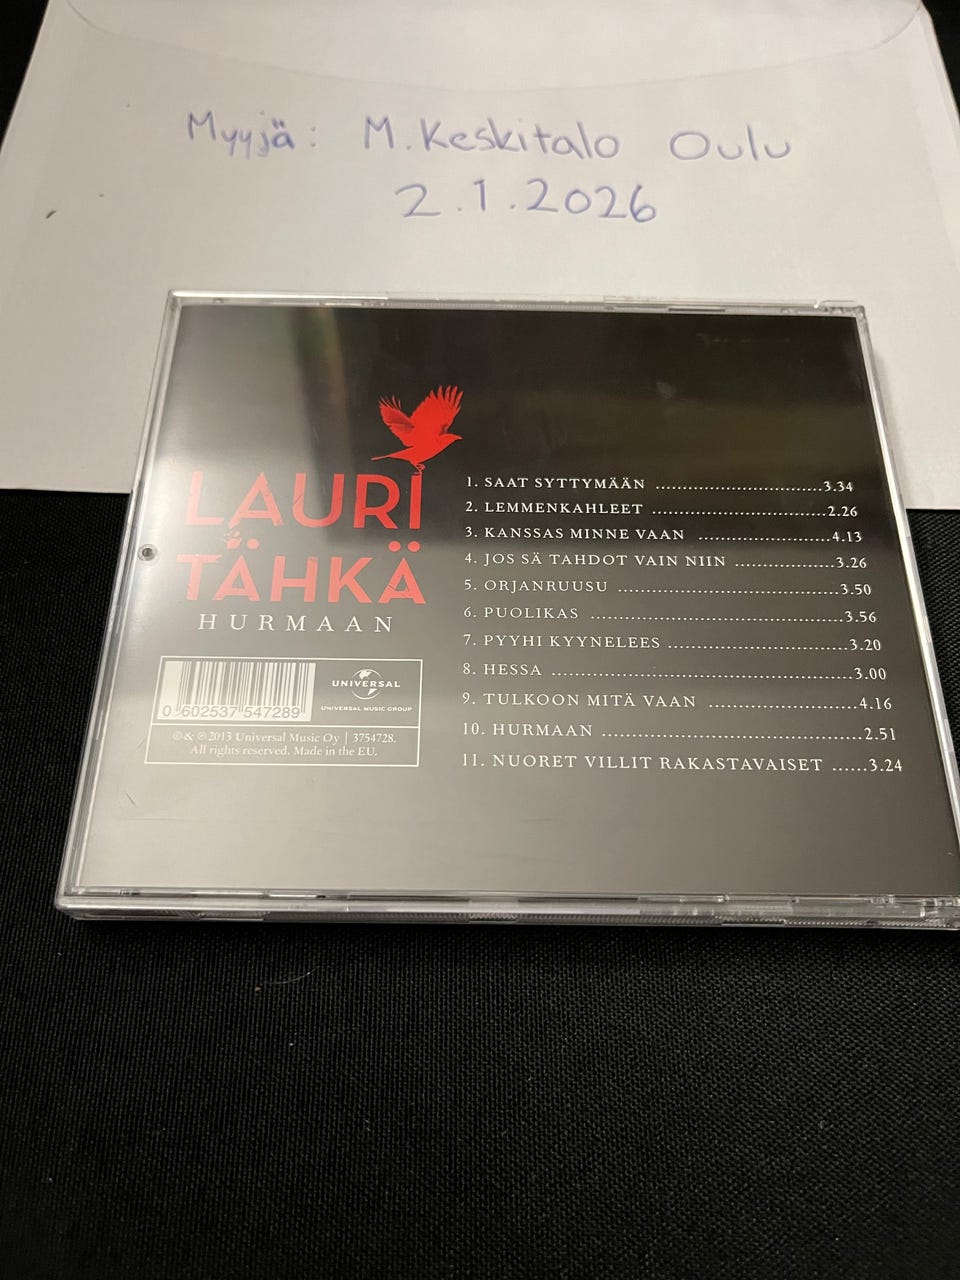 Myyjä: M. Keskitalo Oulu
2.1.2026
LAURI
TÄHKÄ
HURMAAN
1. SAAT SYTTYMÄÄN ..............................3.34
2. LEMMENKAHLEET ..............................2.26
3. KANSSAS MINNE VAAN ......................4.13
4. JOS SÄ TAHDOT VAIN NIIN ................3.26
5. ORJANRUUSU ....................................3.50
6. PUOLIKAS ..........................................3.56
7. PYYHI KYYNELEES ..............................3.20
8. HESSA ................................................3.00
9. TULKOON MITÄ VAAN ......................4.16
10. HURMAAN ......................................2.51
11. NUORET VILLIT RAKASTAVAISET ......3.24
0 602537 547289
UNIVERSAL
UNIVERSAL MUSIC GROUP
©& ℗ 2013 Universal Music Oy | 3754728.
All rights reserved. Made in the EU.